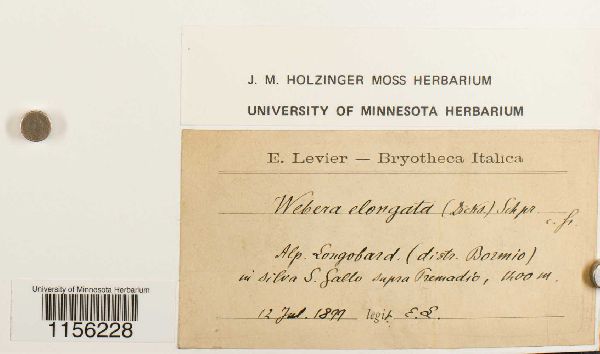 J. M. HOLZINGER MOSS HERBARIUM
UNIVERSITY OF MINNESOTA HERBARIUM
E. Levier — Bryotheca Italica
Webera elongata (Dicks.) Schpr.
c. fr.
Alp. Longobard. (distr. Bormio)
in silva S. Gallo supra Premadio, 1400 m.
12 Jul. 1899 legit E. L.
University of Minnesota Herbarium
1156228